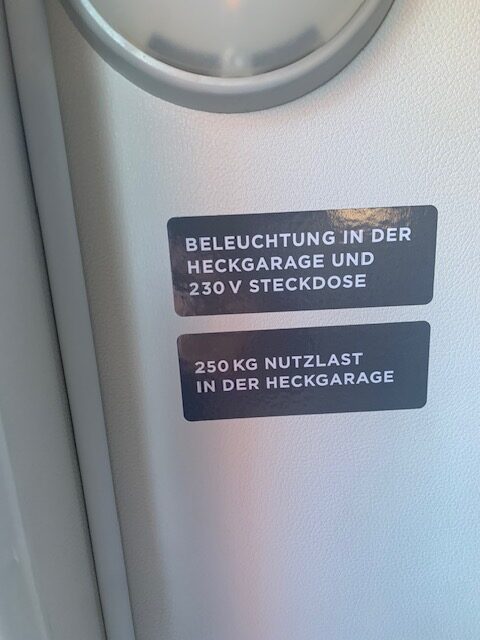 BELEUCHTUNG IN DER
HECKGARAGE UND
230 V STECKDOSE
250 KG NUTZLAST
IN DER HECKGARAGE